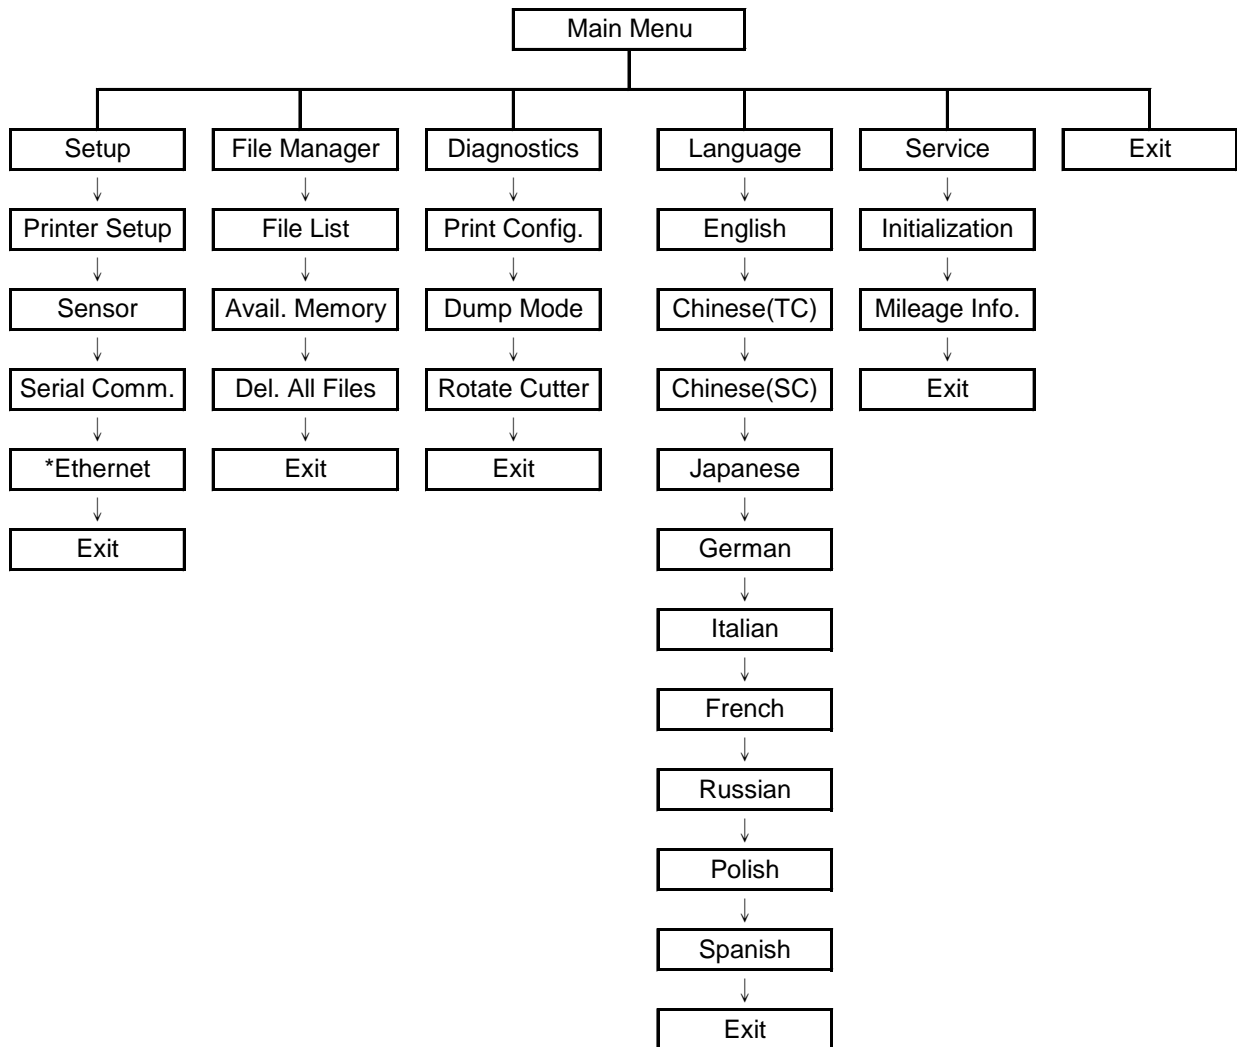 Main Menu
Setup
File Manager
Diagnostics
Language
Service
Exit
Printer Setup
File List
Print Config.
English
Initialization
Sensor
Avail. Memory
Dump Mode
Chinese(TC)
Mileage Info.
Serial Comm.
Del. All Files
Rotate Cutter
Chinese(SC)
Exit
*Ethernet
Exit
Exit
Japanese
Exit
German
Italian
French
Russian
Polish
Spanish
Exit